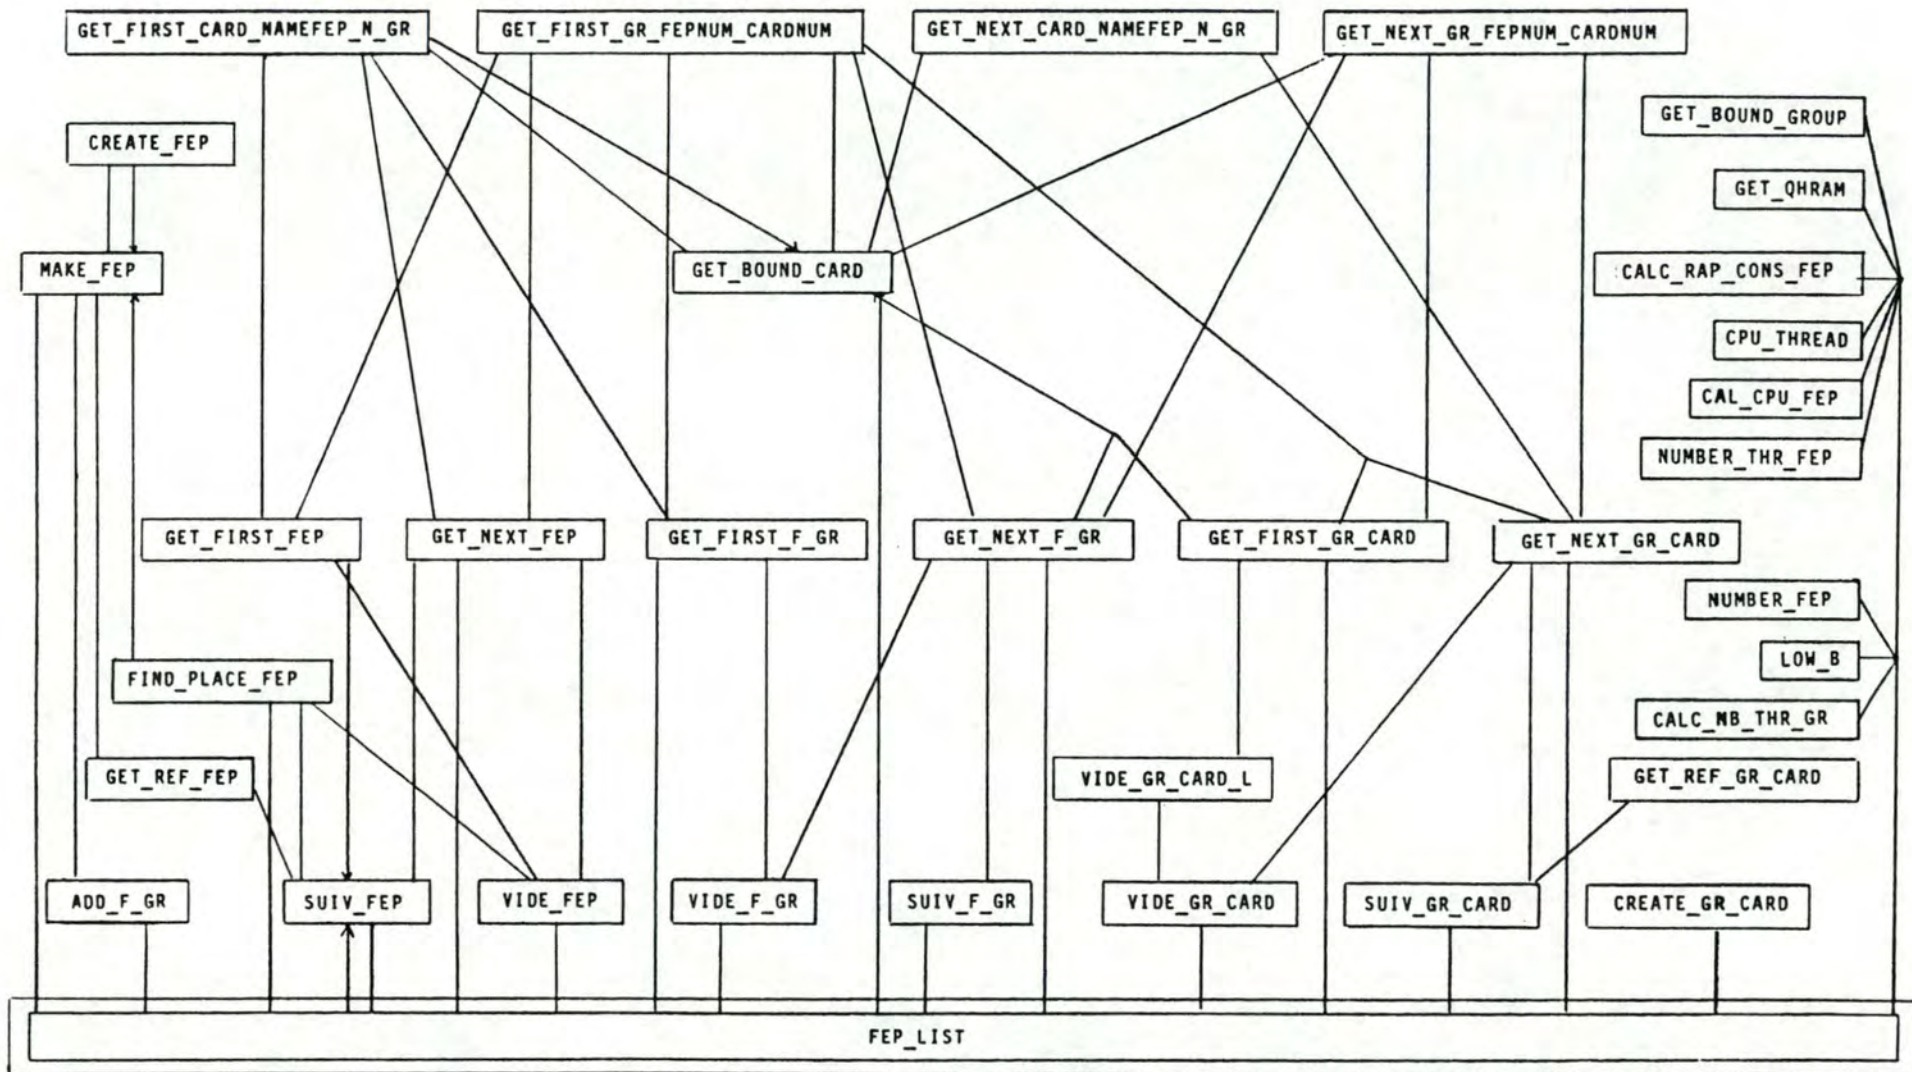 GET_FIRST_CARD_NAMEFEP_N_GR
GET_FIRST_GR_FEPNUM_CARDNUM
GET_NEXT_CARD_NAMEFEP_N_GR
GET_NEXT_GR_FEPNUM_CARDNUM
GET_BOUND_GROUP
CREATE_FEP
GET_QHRAM
MAKE_FEP
GET_BOUND_CARD
CALC_RAP_CONS_FEP
CPU_THREAD
CAL_CPU_FEP
NUMBER_THR_FEP
GET_FIRST_FEP
GET_NEXT_FEP
GET_FIRST_F_GR
GET_NEXT_F_GR
GET_FIRST_GR_CARD
GET_NEXT_GR_CARD
NUMBER_FEP
LOW_B
FIND_PLACE_FEP
CALC_NB_THR_GR
GET_REF_FEP
VIDE_GR_CARD_L
GET_REF_GR_CARD
ADD_F_GR
SUIV_FEP
VIDE_FEP
VIDE_F_GR
SUIV_F_GR
VIDE_GR_CARD
SUIV_GR_CARD
CREATE_GR_CARD
FEP_LIST